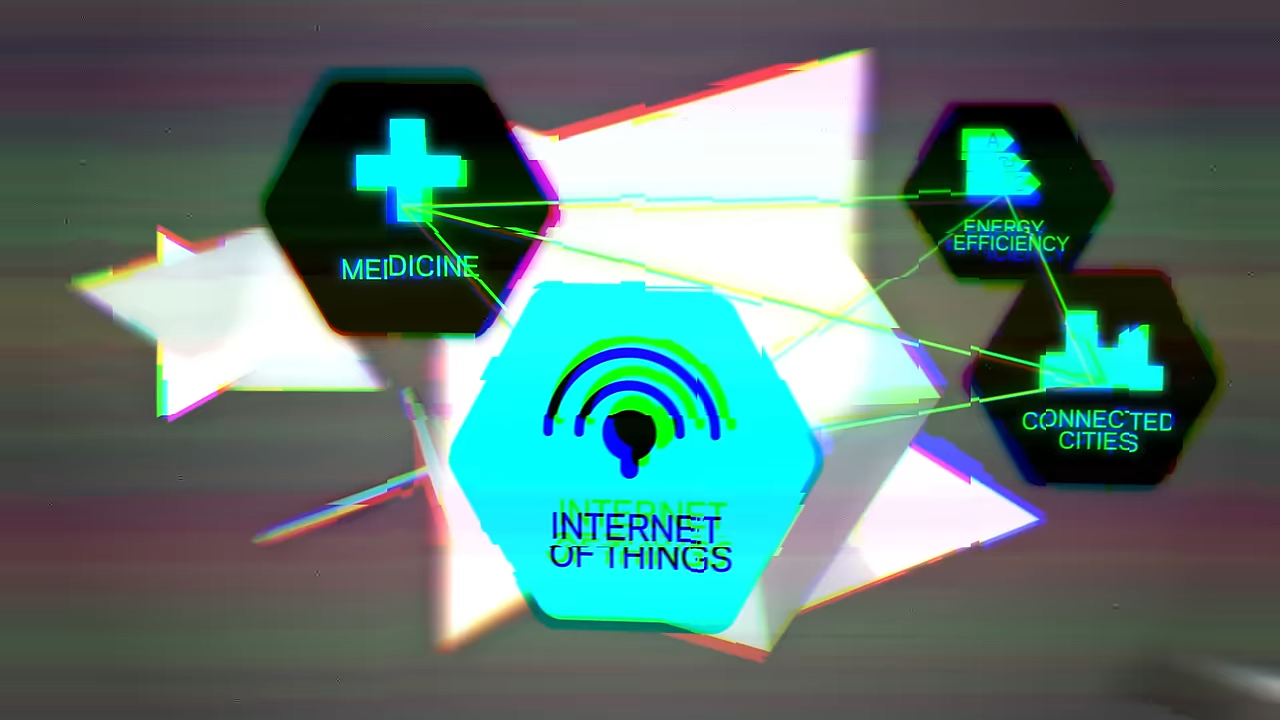 MEDICINE
ENERGY
EFFICIENCY
CONNECTED
CITIES
INTERNET
OF THINGS